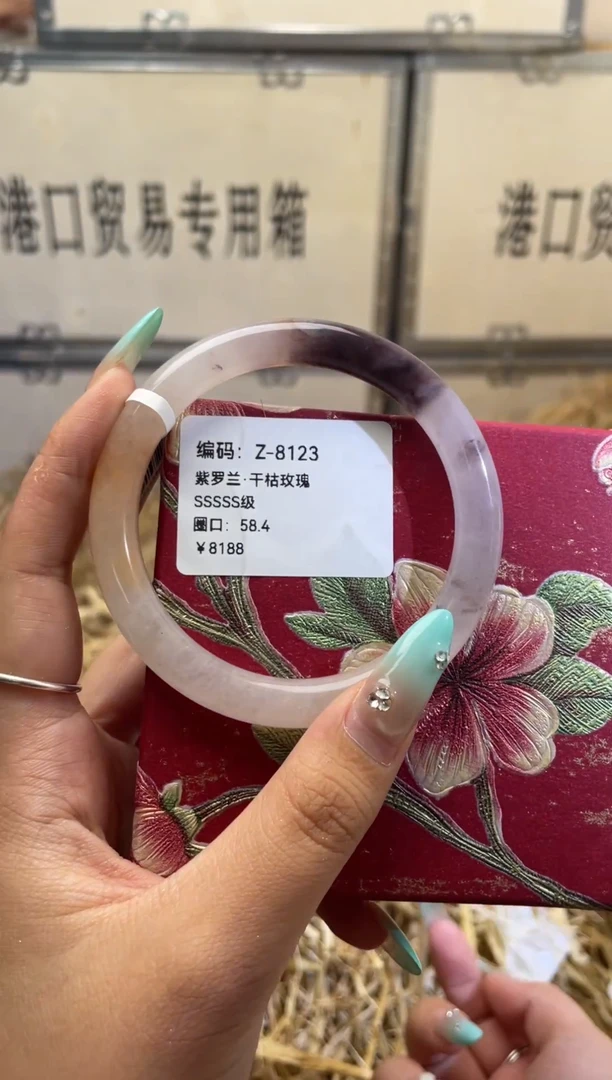 港口贸易专用箱
港口贸
编码：Z-8123
紫罗兰·干枯玫瑰
SSSSS级
圈口：58.4
￥8188